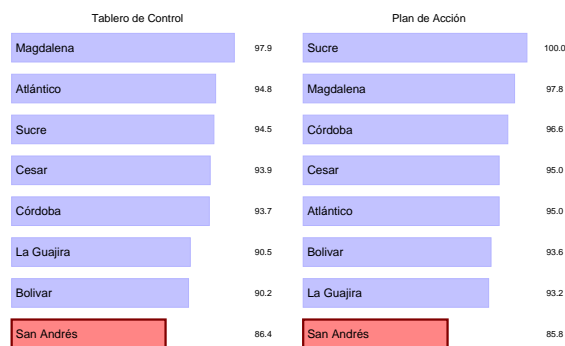 Tablero de Control
Magdalena 97.9
Atlántico 94.8
Sucre 94.5
Cesar 93.9
Córdoba 93.7
La Guajira 90.5
Bolivar 90.2
San Andrés 86.4
Plan de Acción
Sucre 100.0
Magdalena 97.8
Córdoba 96.6
Cesar 95.0
Atlántico 95.0
Bolivar 93.6
La Guajira 93.2
San Andrés 85.8